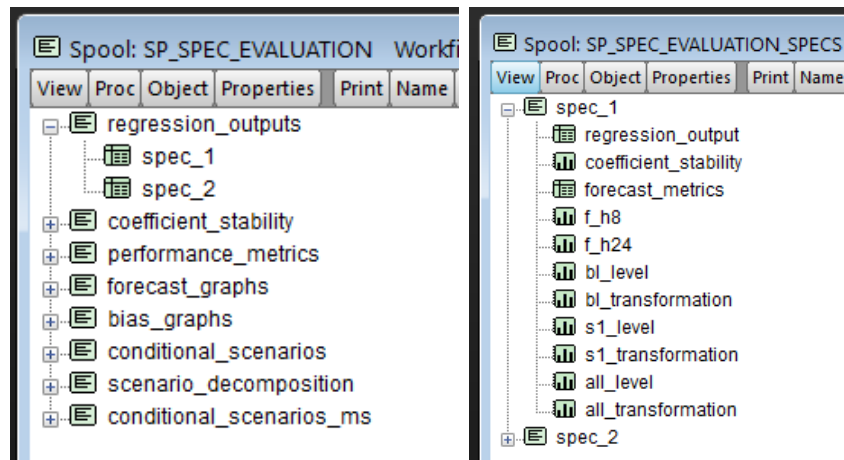 Spool: SP_SPEC_EVALUATION Workfi
View Proc Object Properties Print Name
regression_outputs
spec_1
spec_2
coefficient_stability
performance_metrics
forecast_graphs
bias_graphs
conditional_scenarios
scenario_decomposition
conditional_scenarios_ms
Spool: SP_SPEC_EVALUATION_SPECS
View Proc Object Properties Print Name
spec_1
regression_output
coefficient_stability
forecast_metrics
f_h8
f_h24
bl_level
bl_transformation
s1_level
s1_transformation
all_level
all_transformation
spec_2